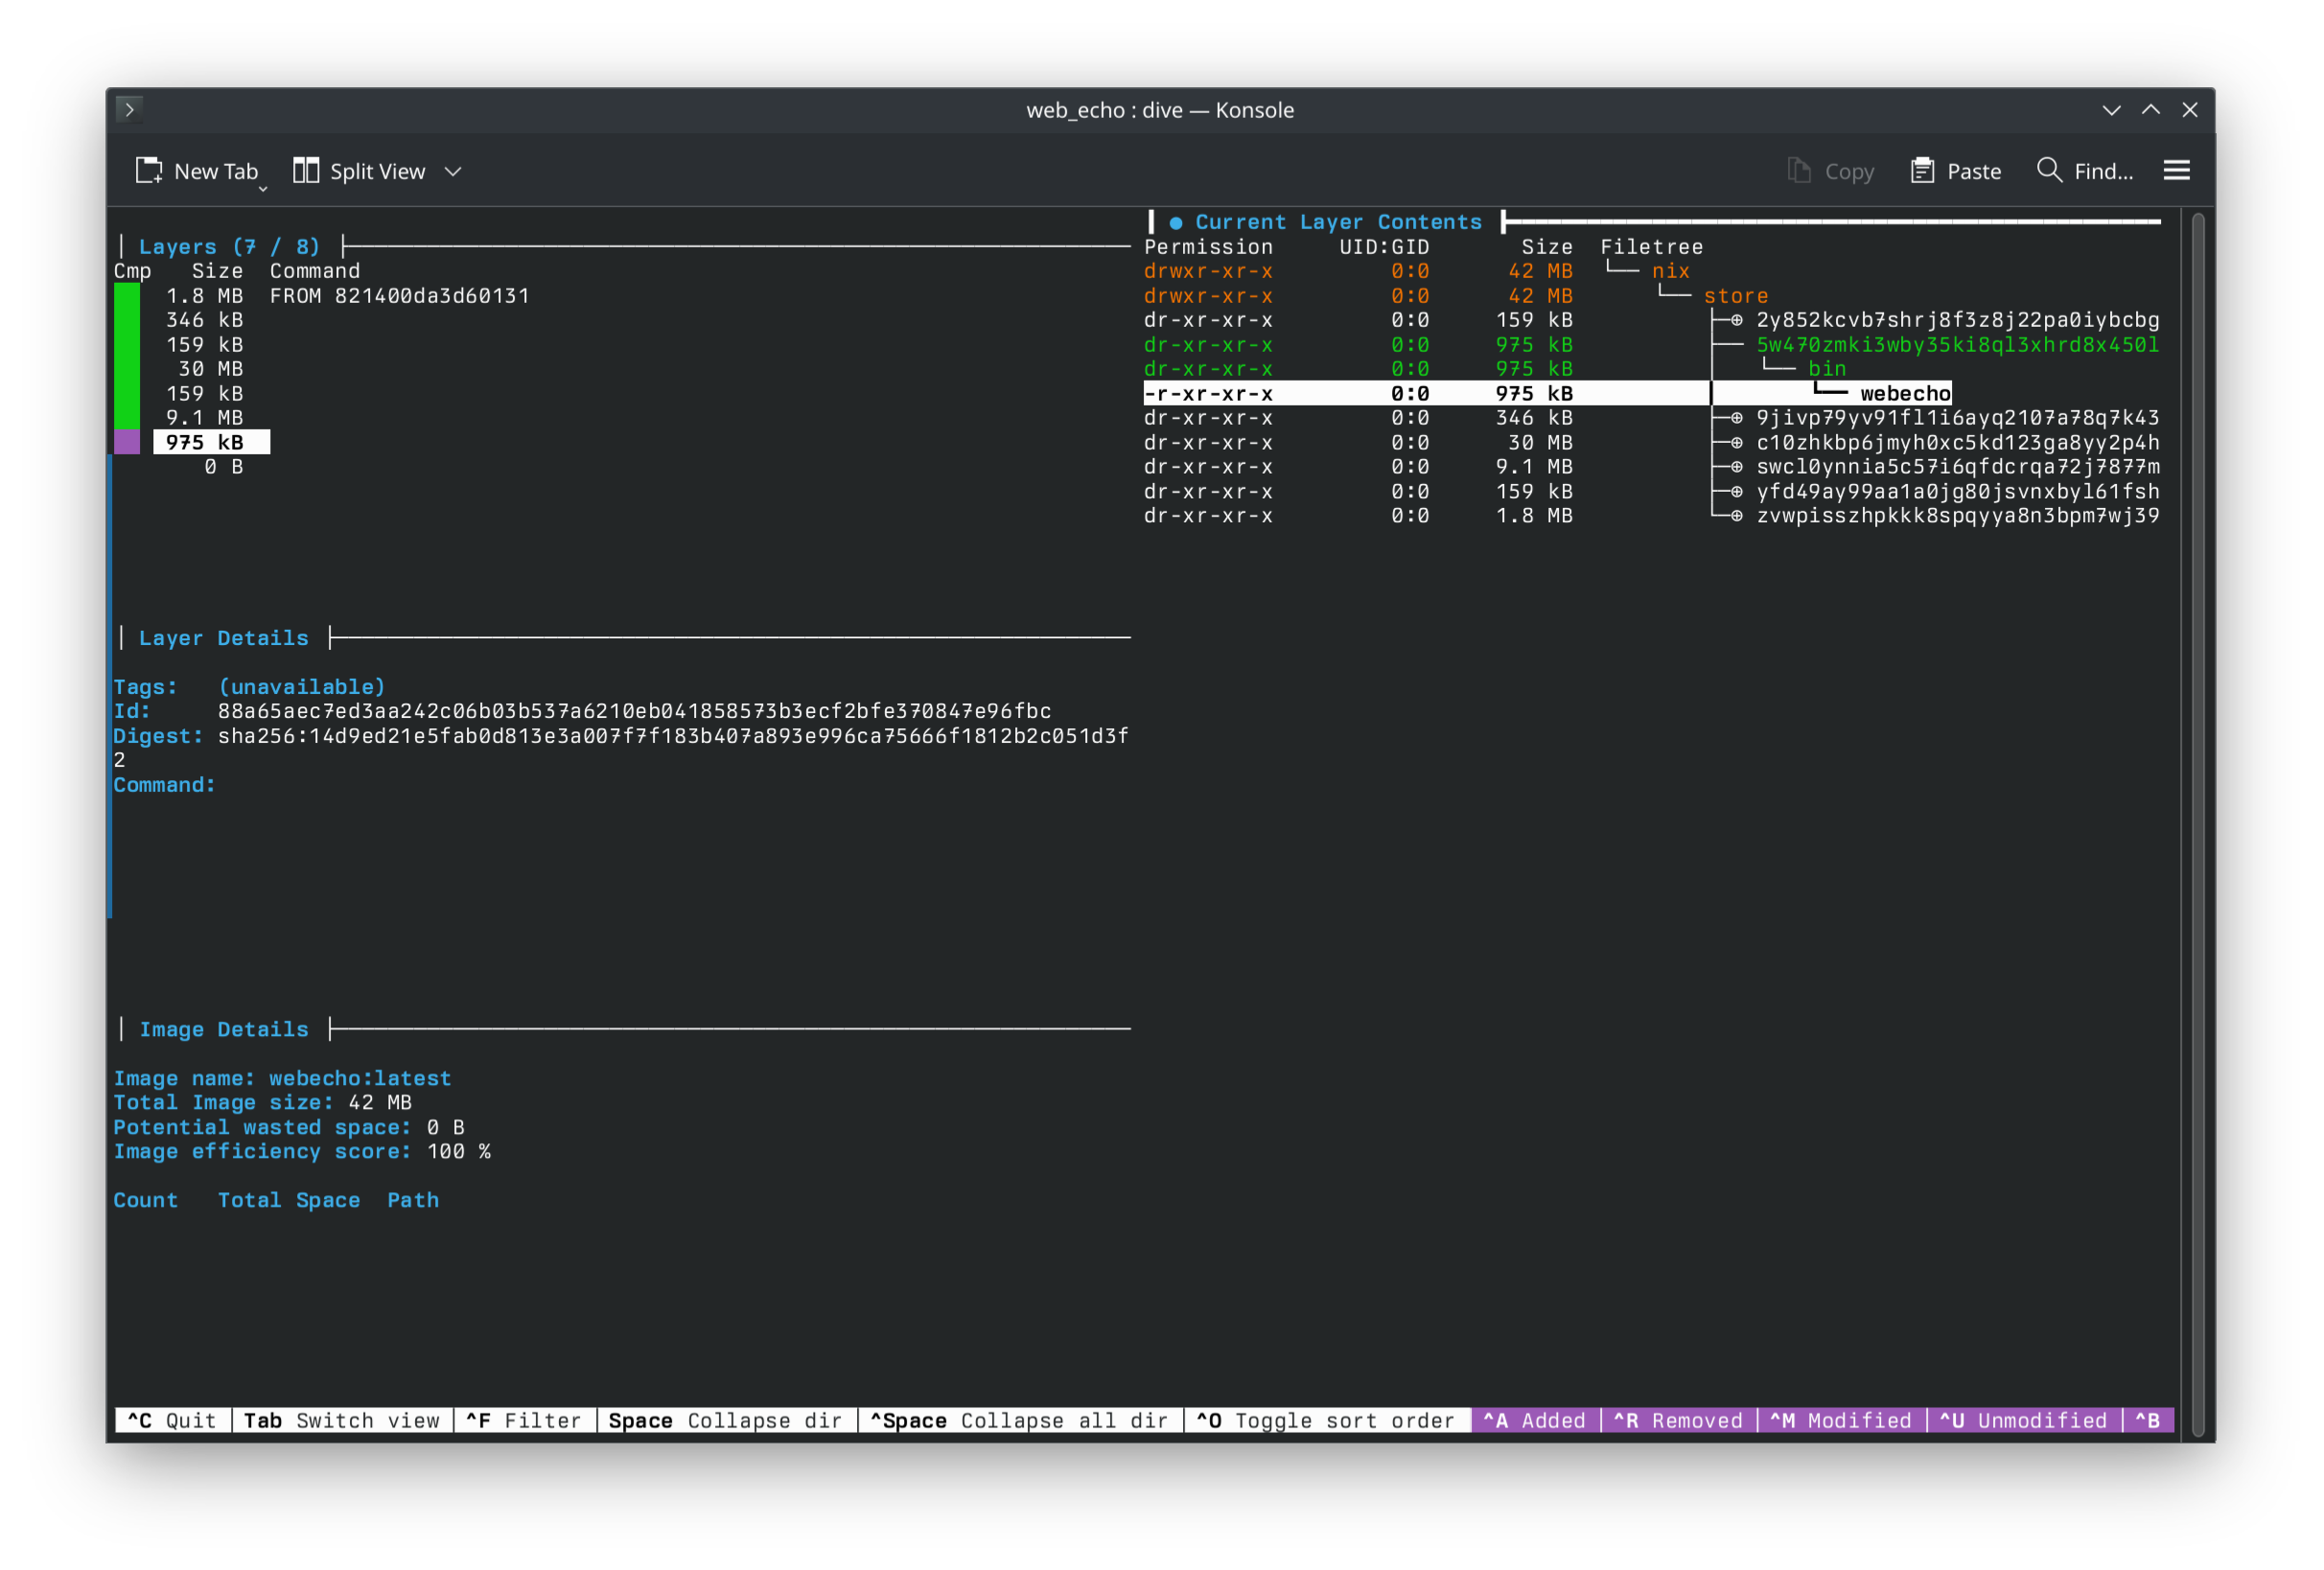 web_echo : dive — Konsole
New Tab
Split View
Copy
Paste
Find...
Layers (7 / 8)
Cmp Size Command
1.8 MB FROM 821400da3d60131
346 kB
159 kB
30 MB
159 kB
9.1 MB
975 kB
0 B
Layer Details
Tags: (unavailable)
Id: 88a65aec7ed3aa242c06b03b537a6210eb041858573b3ecf2bfe370847e96fbc
Digest: sha256:14d9ed21e5fab0d813e3a007f7f183b407a893e996ca75666f1812b2c051d3f
2
Command:
Image Details
Image name: webecho:latest
Total Image size: 42 MB
Potential wasted space: 0 B
Image efficiency score: 100 %
Count Total Space Path
● Current Layer Contents
Permission UID:GID Size Filetree
drwxr-xr-x 0:0 42 MB └── nix
drwxr-xr-x 0:0 42 MB └── store
dr-xr-xr-x 0:0 159 kB ├─⊕ 2y852kcvb7shrj8f3z8j22pa0iybcbg
dr-xr-xr-x 0:0 975 kB ├── 5w470zmki3wby35ki8ql3xhrd8x450l
dr-xr-xr-x 0:0 975 kB │ └── bin
-r-xr-xr-x 0:0 975 kB │ └── webecho
dr-xr-xr-x 0:0 346 kB ├─⊕ 9jivp79yv91fl1i6ayq2107a78q7k43
dr-xr-xr-x 0:0 30 MB ├─⊕ c10zhkbp6jmyh0xc5kd123ga8yy2p4h
dr-xr-xr-x 0:0 9.1 MB ├─⊕ swcl0ynnia5c57i6qfdcrqa72j7877m
dr-xr-xr-x 0:0 159 kB ├─⊕ yfd49ay99aa1a0jg80jsvnxbyl61fsh
dr-xr-xr-x 0:0 1.8 MB └─⊕ zvwpisszhpkkk8spqyya8n3bpm7wj39
^C Quit Tab Switch view ^F Filter Space Collapse dir ^Space Collapse all dir ^O Toggle sort order ^A Added ^R Removed ^M Modified ^U Unmodified ^B